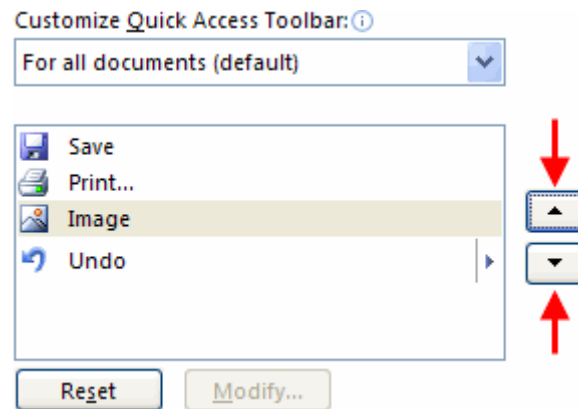 Customize Quick Access Toolbar:
For all documents (default)
Save
Print...
Image
Undo
Reset
Modify...